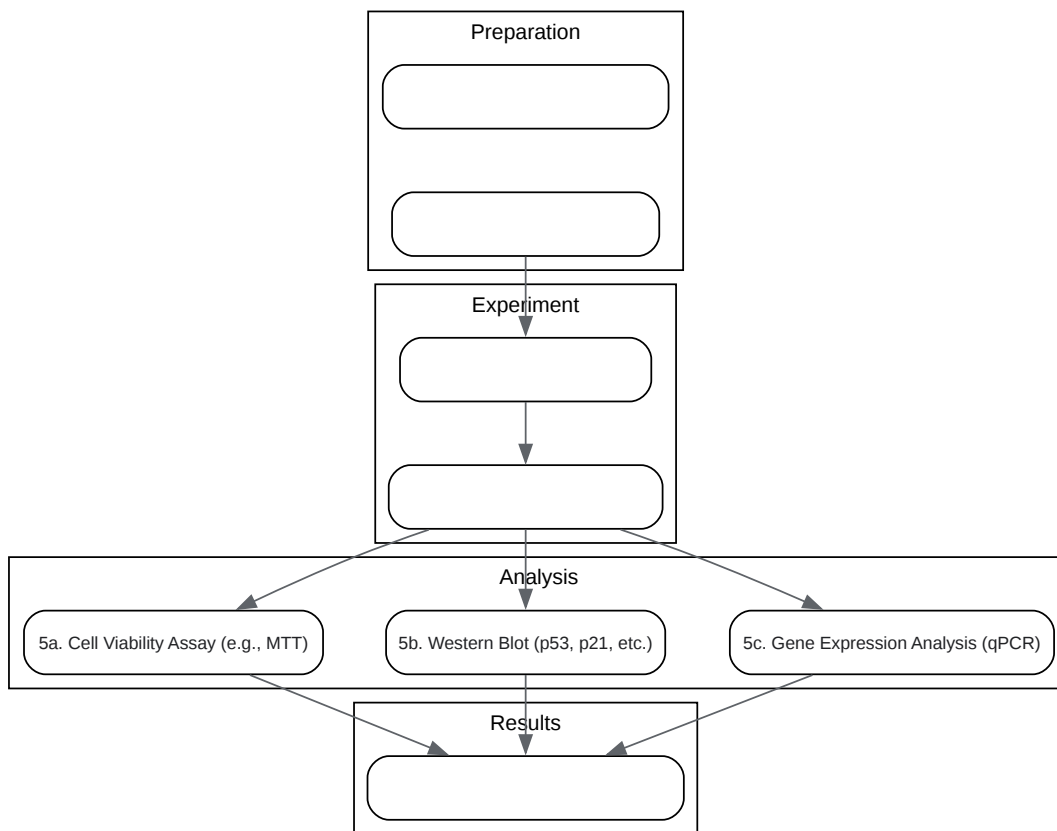 Preparation
Experiment
Analysis
5a. Cell Viability Assay (e.g., MTT)
5b. Western Blot (p53, p21, etc.)
5c. Gene Expression Analysis (qPCR)
Results